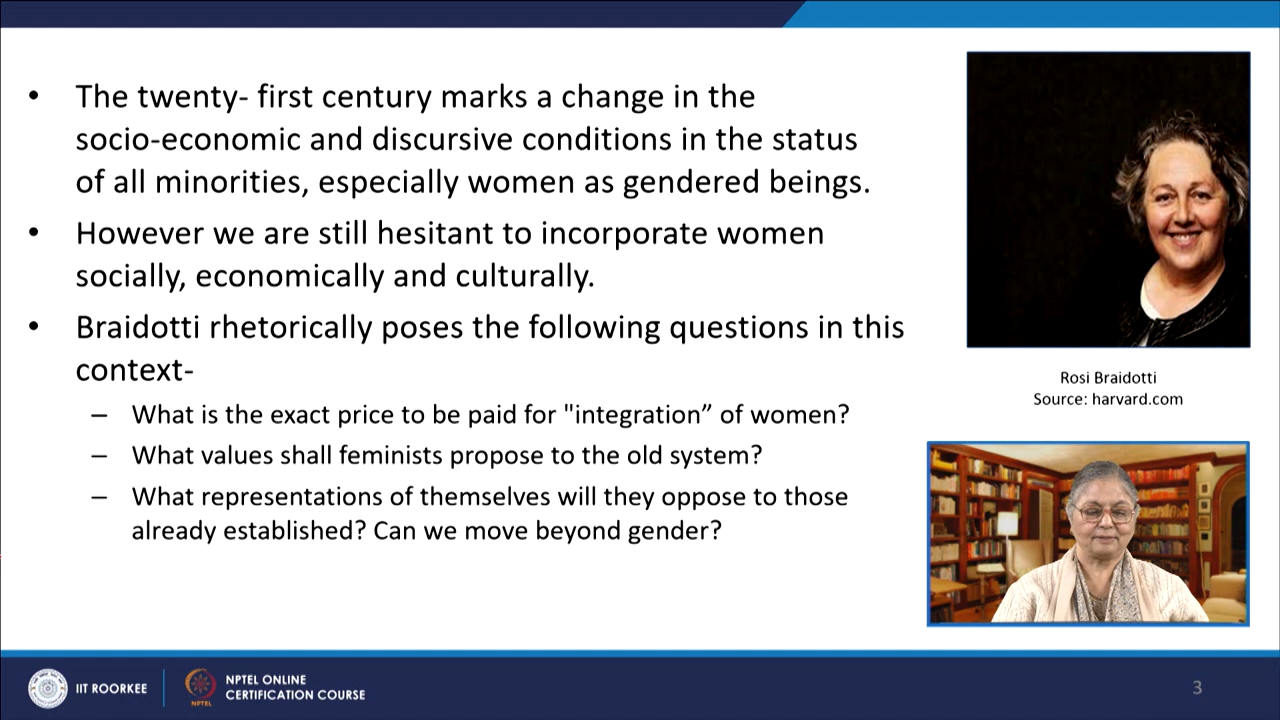 • The twenty- first century marks a change in the
socio-economic and discursive conditions in the status
of all minorities, especially women as gendered beings.
• However we are still hesitant to incorporate women
socially, economically and culturally.
• Braidotti rhetorically poses the following questions in this
context-
– What is the exact price to be paid for "integration” of women?
– What values shall feminists propose to the old system?
– What representations of themselves will they oppose to those
already established? Can we move beyond gender?
Rosi Braidotti
Source: harvard.com
IIT ROORKEE
NPTEL
NPTEL ONLINE
CERTIFICATION COURSE
3